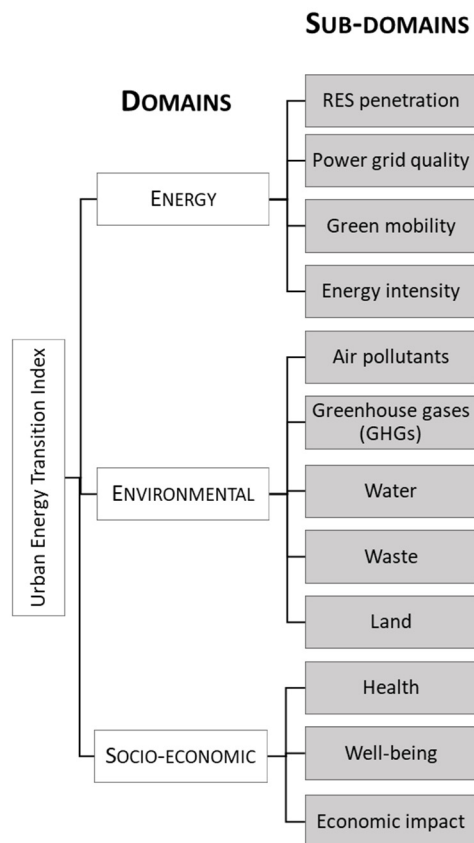 SUB-DOMAINS
DOMAINS
Urban Energy Transition Index
ENERGY
RES penetration
Power grid quality
Green mobility
Energy intensity
ENVIRONMENTAL
Air pollutants
Greenhouse gases
(GHGs)
Water
Waste
Land
SOCIO-ECONOMIC
Health
Well-being
Economic impact